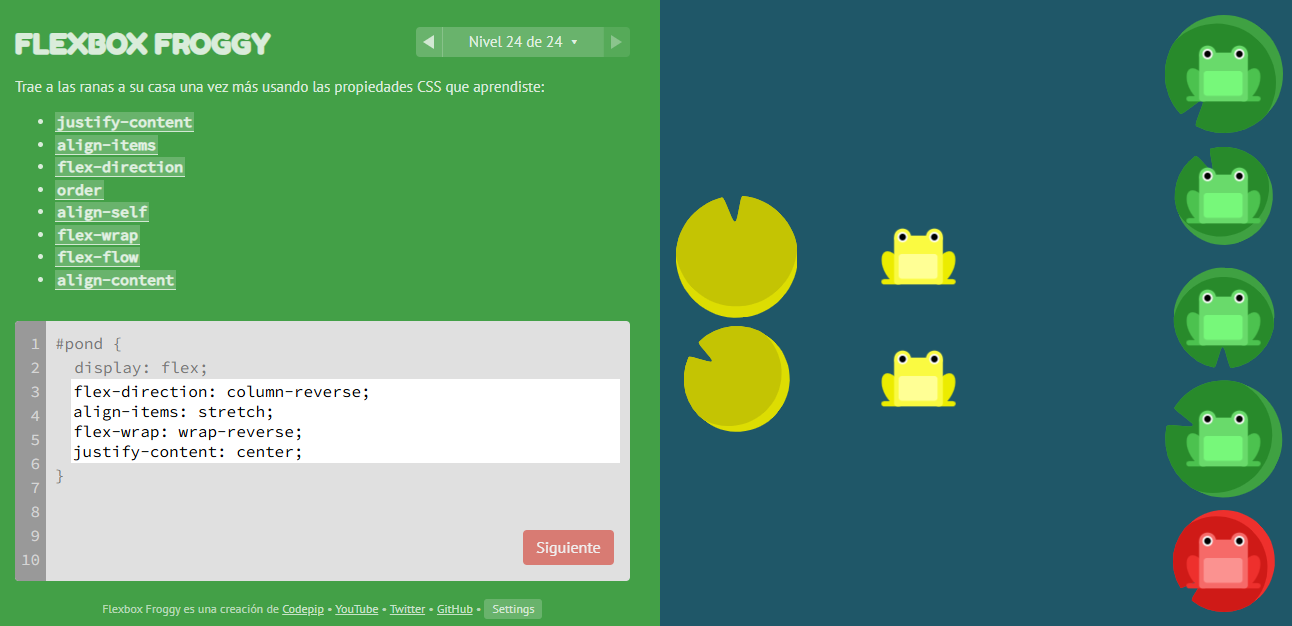 FLEXBOX FROGGY
◀ Nivel 24 de 24 ▾ ▶
Trae a las ranas a su casa una vez más usando las propiedades CSS que aprendiste:
• justify-content
• align-items
• flex-direction
• order
• align-self
• flex-wrap
• flex-flow
• align-content
1 #pond {
2 display: flex;
3 flex-direction: column-reverse;
4 align-items: stretch;
5 flex-wrap: wrap-reverse;
6 justify-content: center;
7 }
8
9
10
Siguiente
Flexbox Froggy es una creación de Codepip • YouTube • Twitter • GitHub • Settings